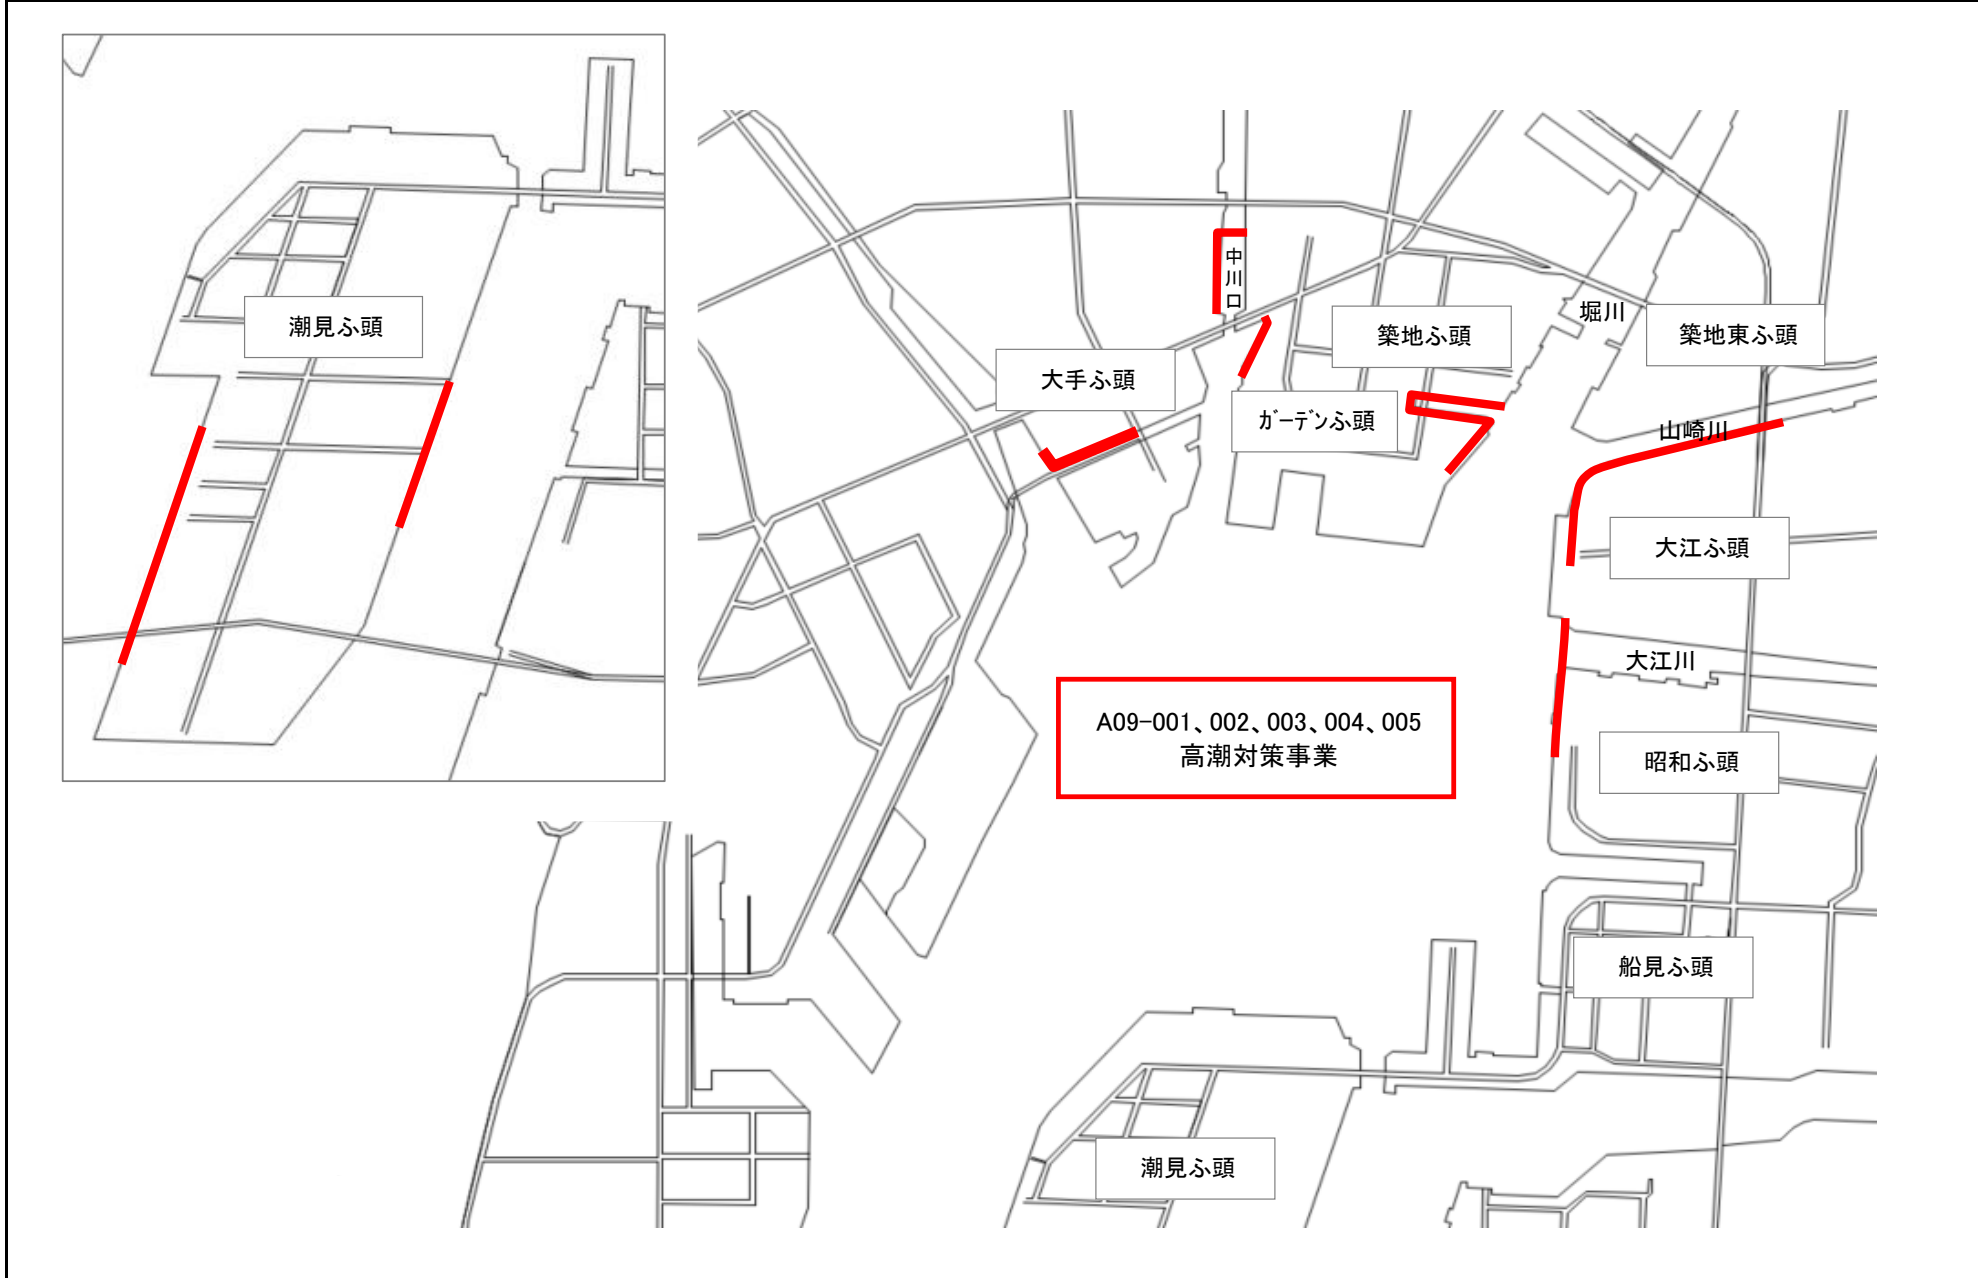 潮見ふ頭
中川口
堀川
築地ふ頭
築地東ふ頭
大手ふ頭
ｶﾞｰﾃﾞﾝふ頭
山崎川
大江ふ頭
大江川
A09-001、002、003、004、005
高潮対策事業
昭和ふ頭
船見ふ頭
潮見ふ頭